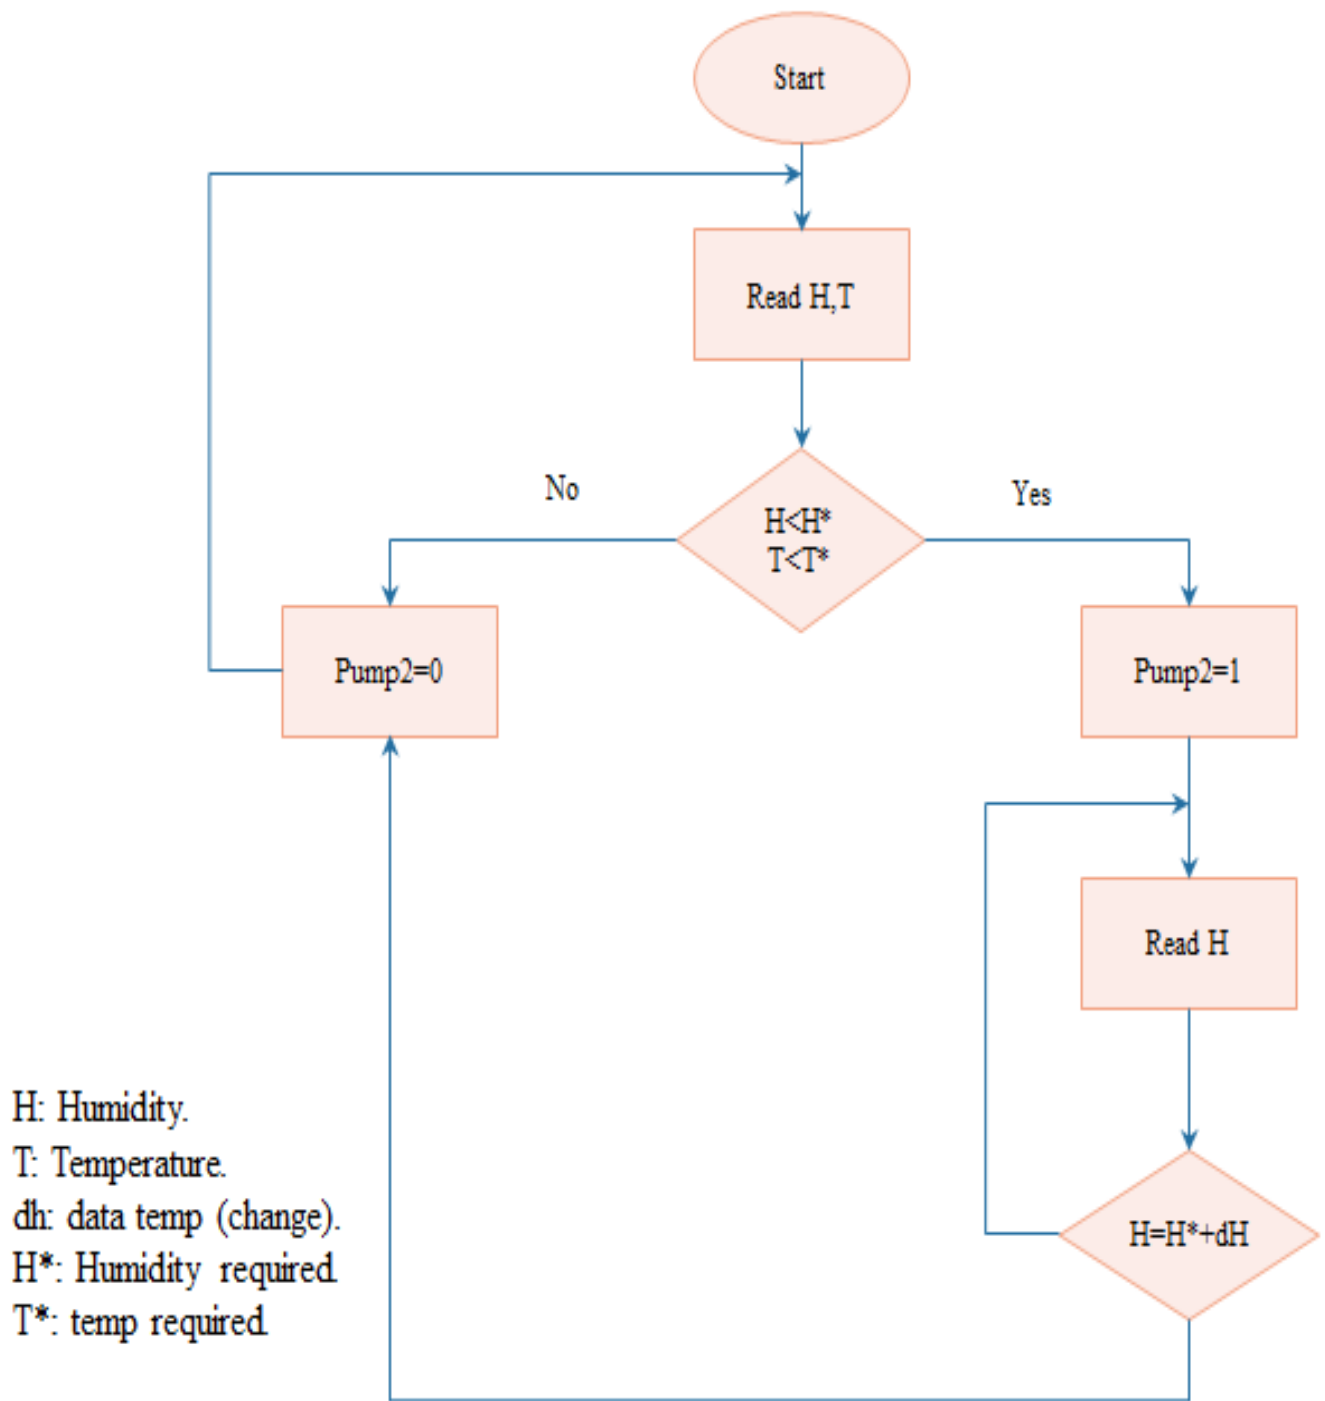 Start
Read H,T
No
Yes
H<H*
T<T*
Pump2=0
Pump2=1
Read H
H=H*+dH
H: Humidity.
T: Temperature.
dh: data temp (change).
H*: Humidity required.
T*: temp required.